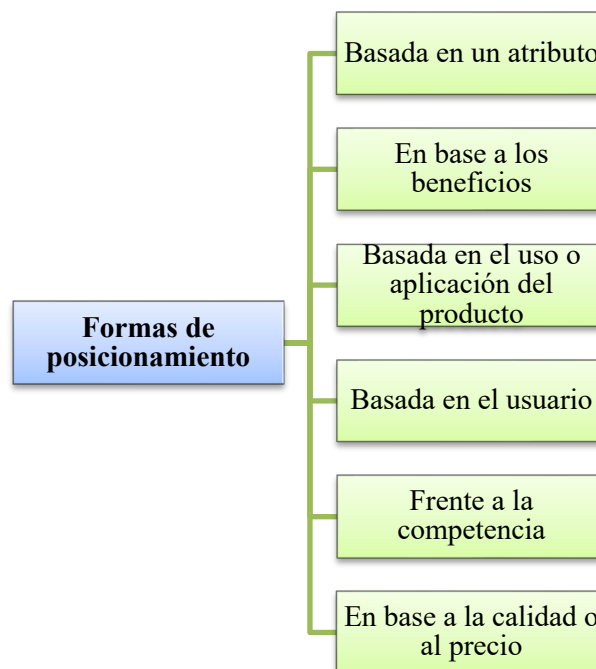 Basada en un atributo
En base a los
beneficios
Basada en el uso o
aplicación del
producto
Formas de
posicionamiento
Basada en el usuario
Frente a la
competencia
En base a la calidad o
al precio